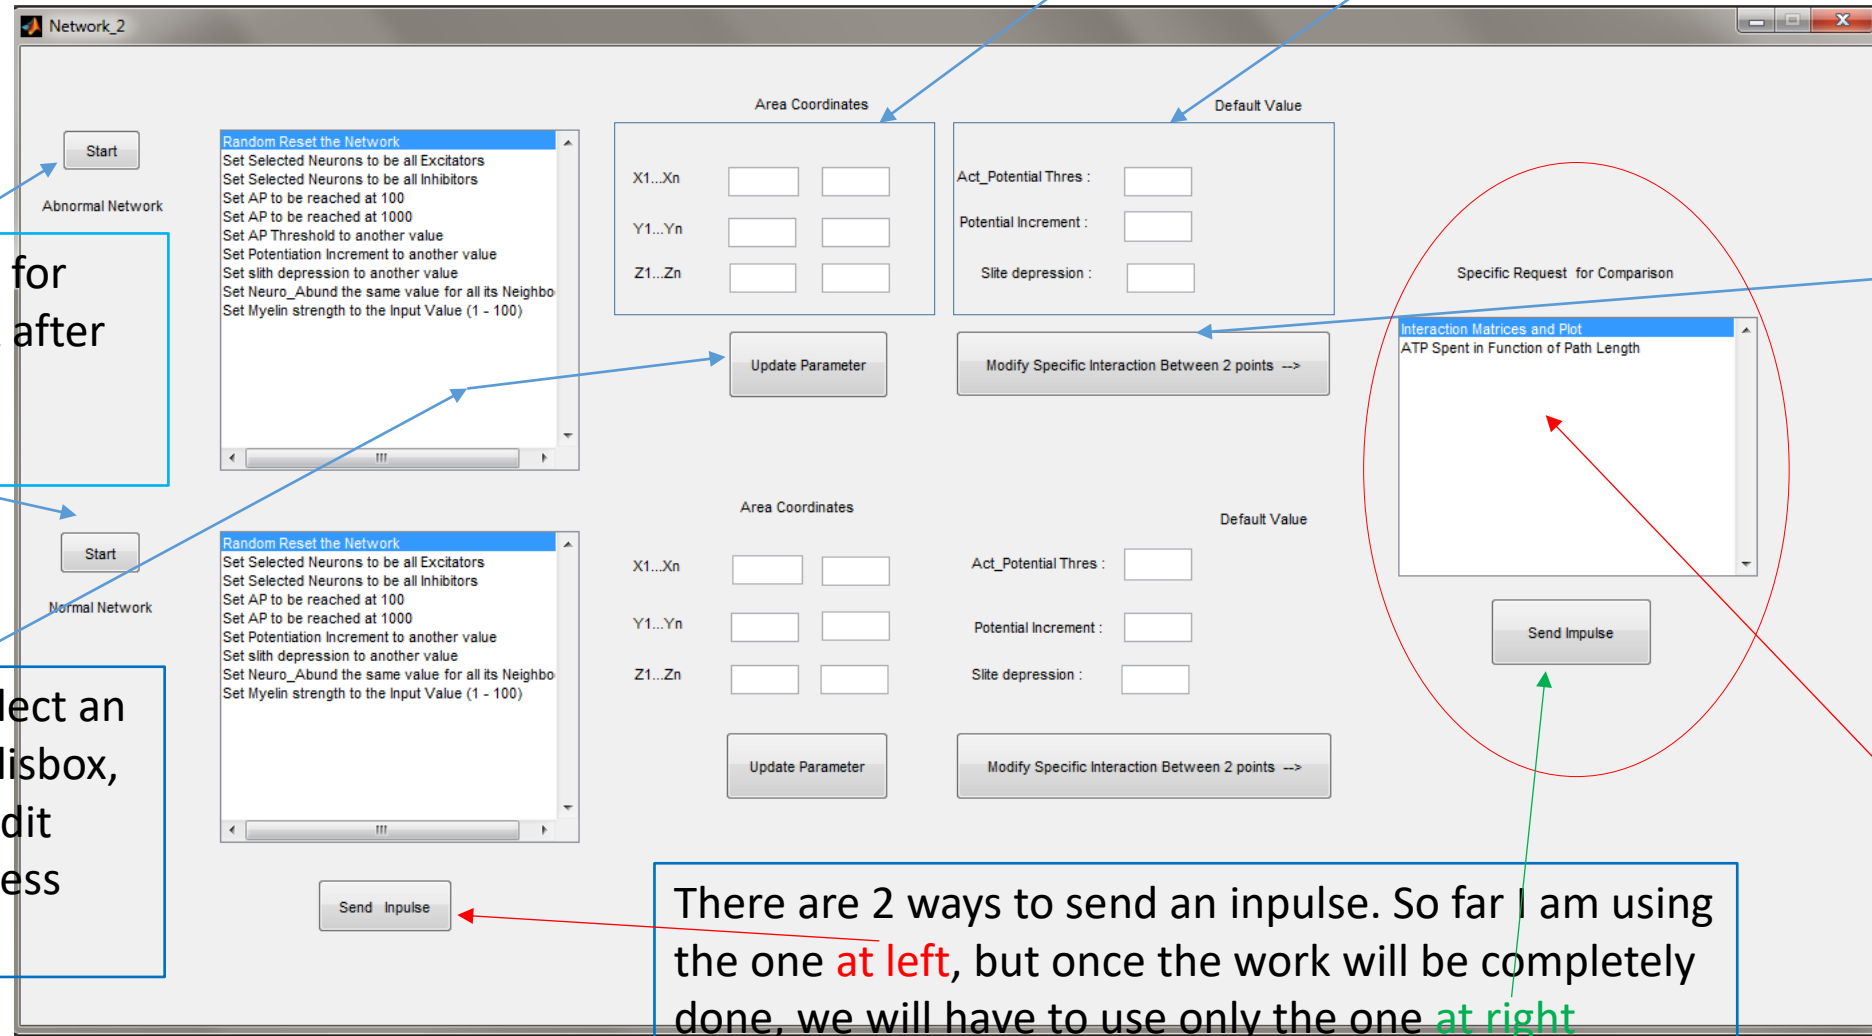 Network_2
Area Coordinates
Default Value
Start
Abnormal Network
Random Reset the Network
Set Selected Neurons to be all Excitators
Set Selected Neurons to be all Inhibitors
Set AP to be reached at 100
Set AP to be reached at 1000
Set AP Threshold to another value
Set Potentiation Increment to another value
Set slith depression to another value
Set Neuro_Abund the same value for all its Neighbo
Set Myelin strength to the Input Value (1 - 100)
X1...Xn
Y1...Yn
Z1...Zn
Act_Potential Thres :
Potential Increment :
Slite depression :
Update Parameter
Modify Specific Interaction Between 2 points -->
Specific Request for Comparison
Interaction Matrices and Plot
ATP Spent in Function of Path Length
for
after
Area Coordinates
Default Value
Start
Normal Network
Random Reset the Network
Set Selected Neurons to be all Excitators
Set Selected Neurons to be all Inhibitors
Set AP to be reached at 100
Set AP to be reached at 1000
Set Potentiation Increment to another value
Set slith depression to another value
Set Neuro_Abund the same value for all its Neighbo
Set Myelin strength to the Input Value (1 - 100)
X1...Xn
Y1...Yn
Z1...Zn
Act_Potential Thres :
Potential Increment :
Slite depression :
Update Parameter
Modify Specific Interaction Between 2 points -->
Send Impulse
lect an
lisbox,
dit
ess
Send Inpulse
There are 2 ways to send an inpulse. So far I am using
the one at left, but once the work will be completely
done, we will have to use only the one at right